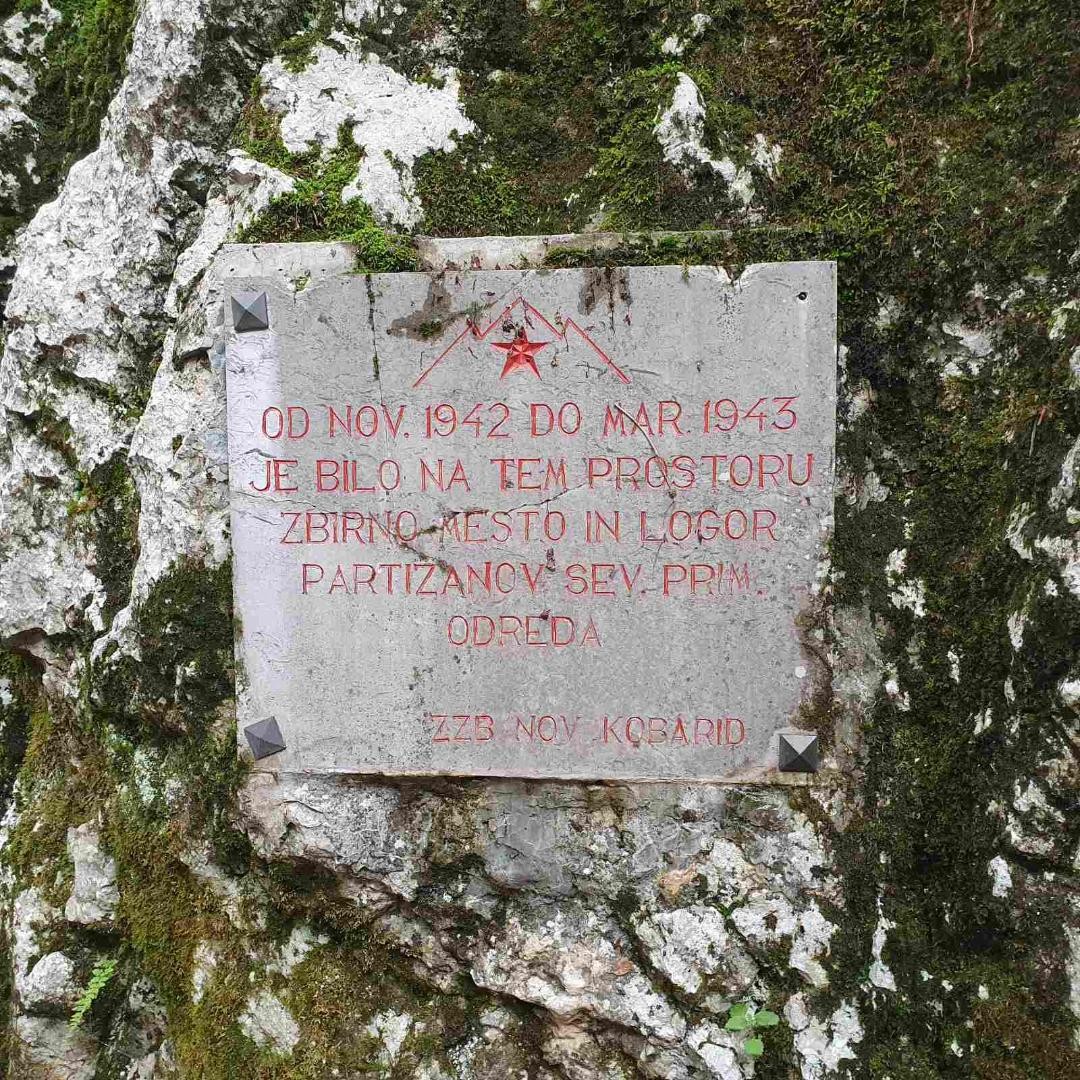 OD NOV. 1942 DO MAR. 1943
JE BILO NA TEM PROSTORU
ZBIRNO MESTO IN LOGOR
PARTIZANOV SEV. PRIM.
ODREDA
ZZB NOV KOBARID